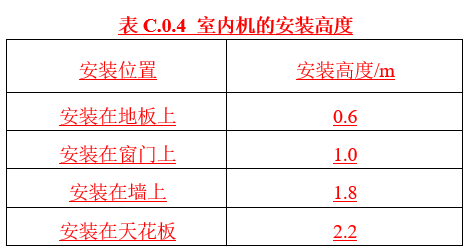 表 C.0.4 室内机的安装高度
安装位置 安装高度/m
安装在地板上 0.6
安装在窗门上 1.0
安装在墙上 1.8
安装在天花板 2.2